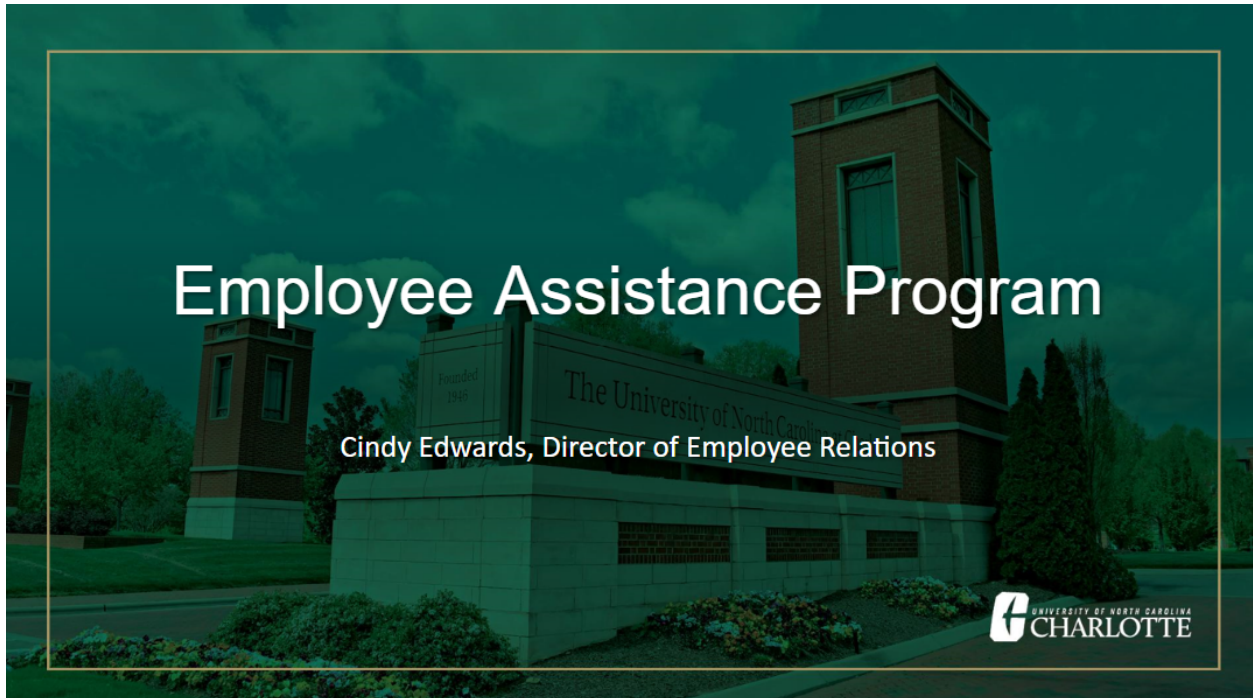 Employee Assistance Program
Founded
1946
The University of North Carolina at
Cindy Edwards, Director of Employee Relations
UNIVERSITY OF NORTH CAROLINA
CHARLOTTE